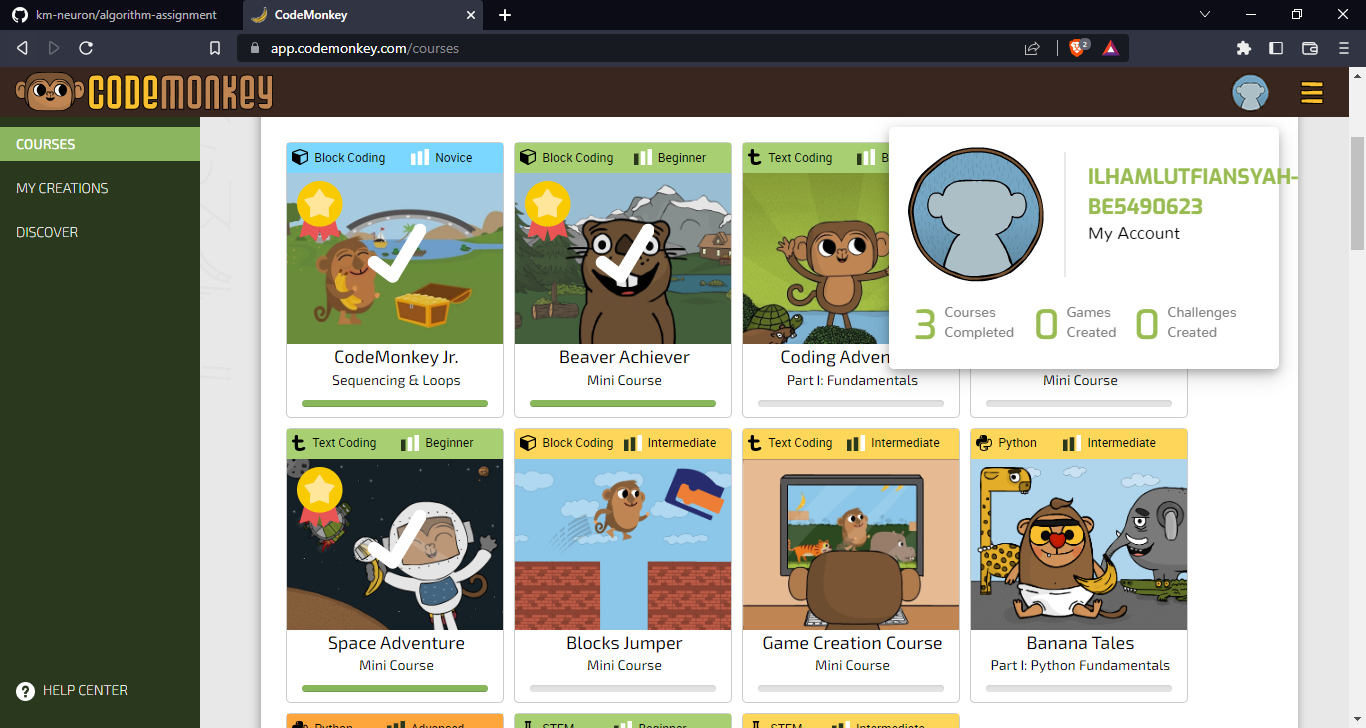 km-neuron/algorithm-assignment
CodeMonkey
app.codemonkey.com/courses
2
CODEMONKEY
COURSES
MY CREATIONS
DISCOVER
HELP CENTER
Block Coding Novice
CodeMonkey Jr.
Sequencing & Loops
Block Coding Beginner
Beaver Achiever
Mini Course
Text Coding B
Coding Adven
Part I: Fundamentals
Mini Course
ILHAMLUTFIANSYAH-
BE5490623
My Account
3 Courses Completed
0 Games Created
0 Challenges Created
Text Coding Beginner
Space Adventure
Mini Course
Block Coding Intermediate
Blocks Jumper
Mini Course
Text Coding Intermediate
Game Creation Course
Mini Course
Python Intermediate
Banana Tales
Part I: Python Fundamentals
Python Advanced
STEM Beginner
STEM Intermediate